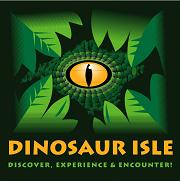 DINOSAUR ISLE
DISCOVER, EXPERIENCE & ENCOUNTER!